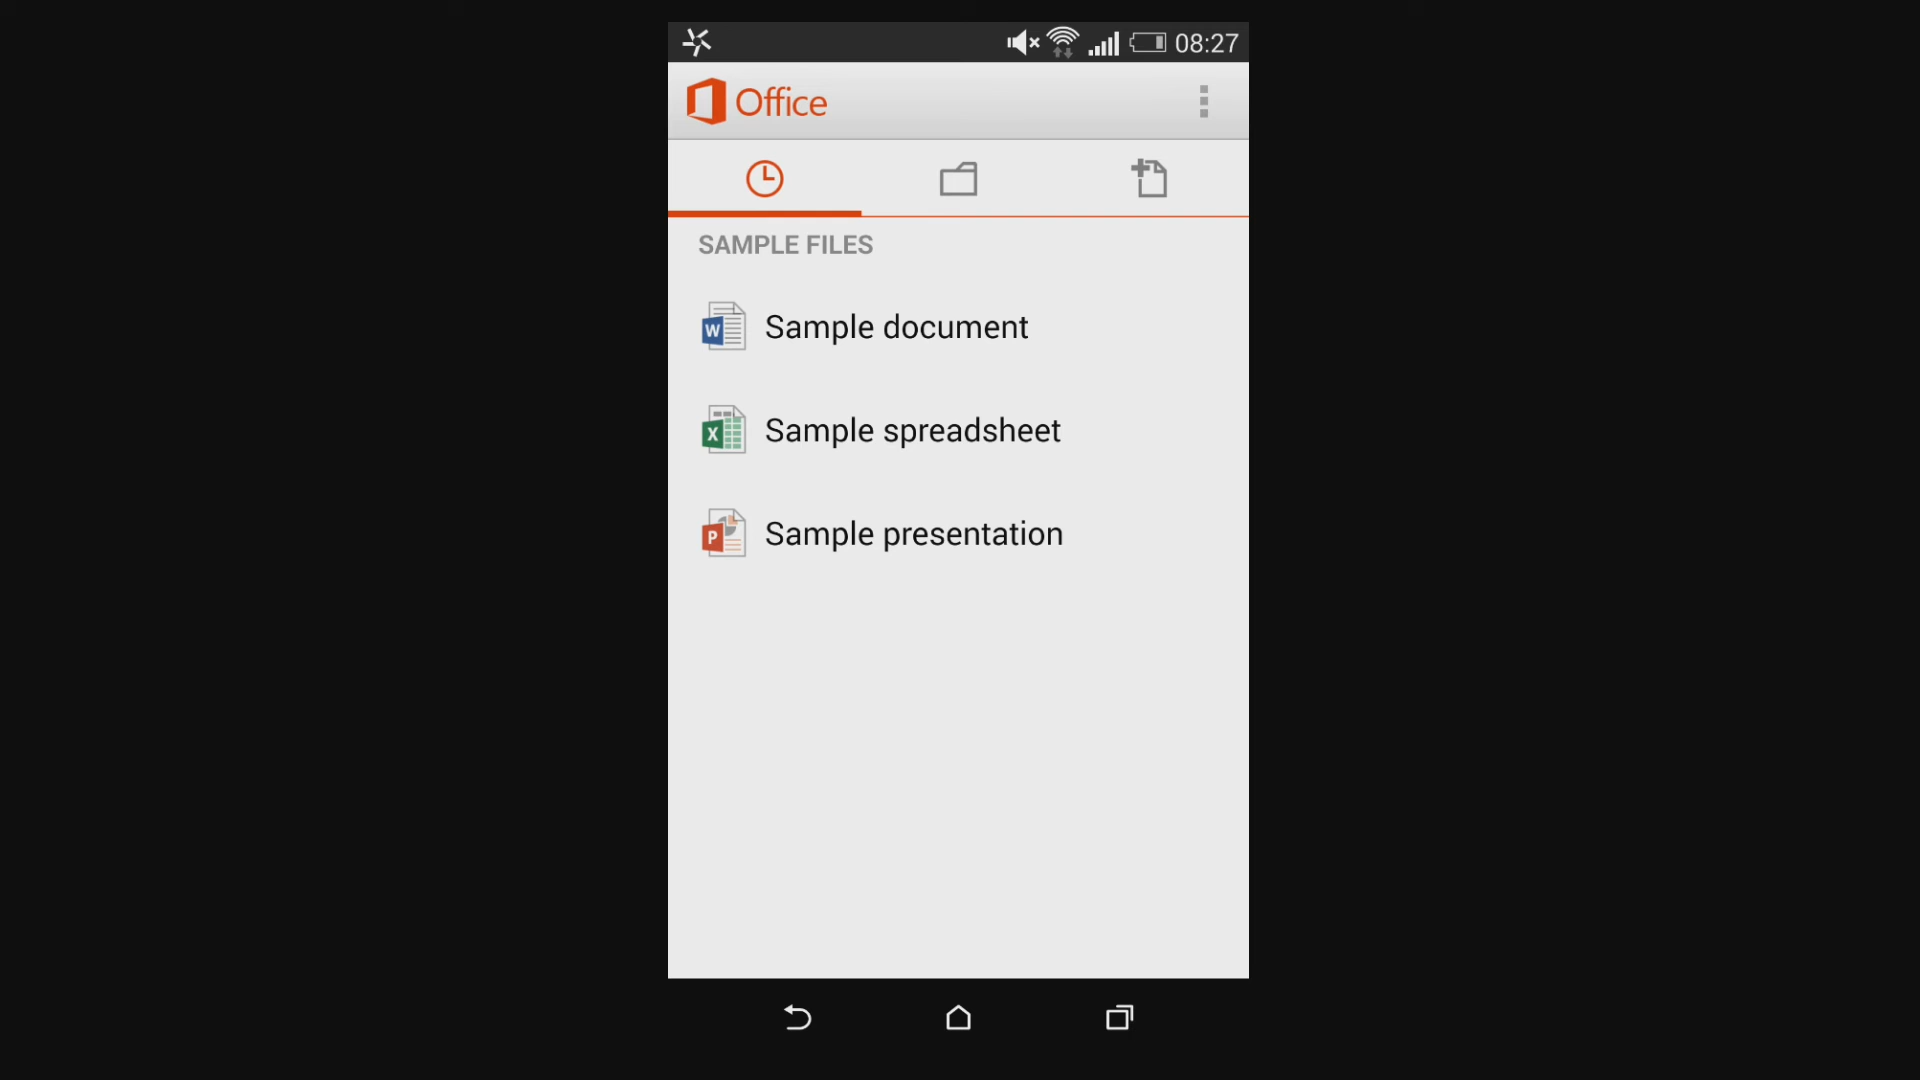 08:27
Office
SAMPLE FILES
W
Sample document
X
Sample spreadsheet
P
Sample presentation